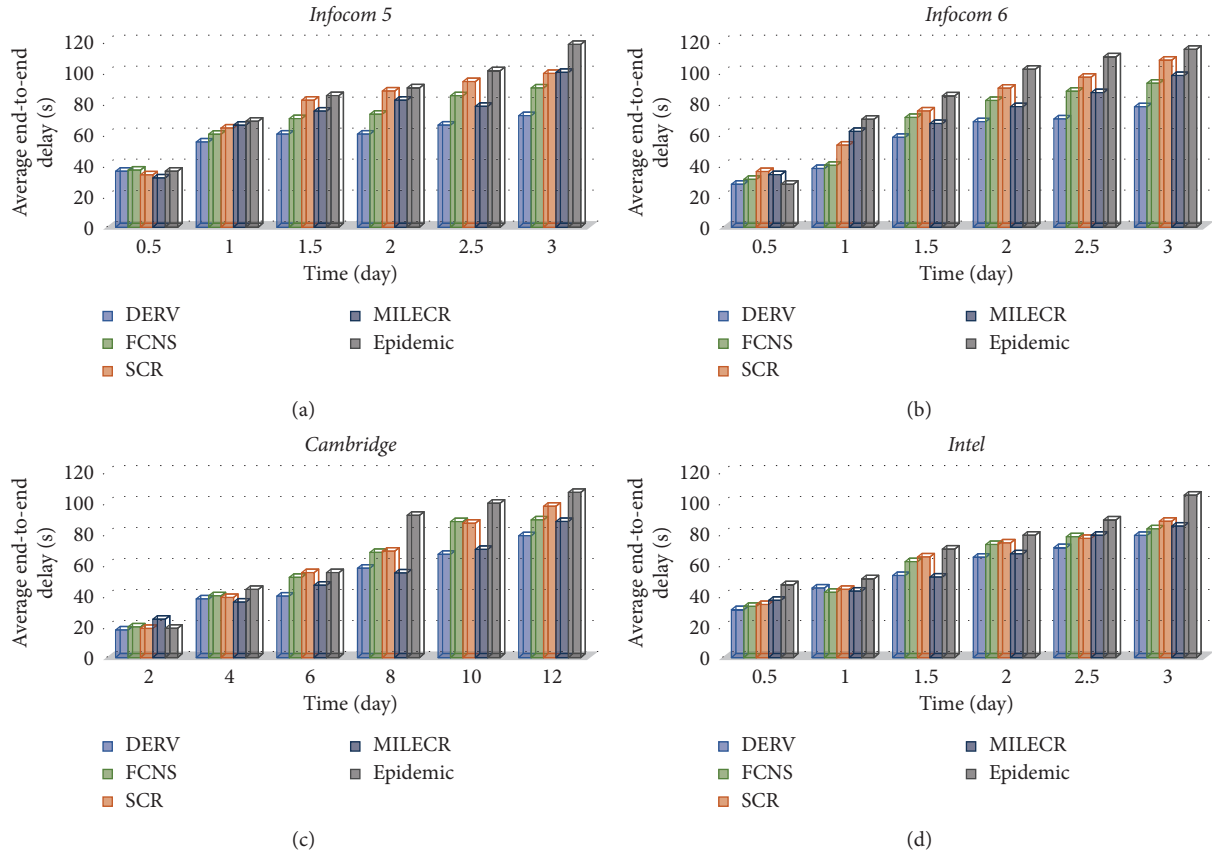 Infocom 5
Average end-to-end
delay (s)
120
100
80
60
40
20
0
0.5 1 1.5 2 2.5 3
Time (day)
DERV
FCNS
SCR
MILECR
Epidemic
(a)
Infocom 6
Average end-to-end
delay (s)
120
100
80
60
40
20
0
0.5 1 1.5 2 2.5 3
Time (day)
DERV
FCNS
SCR
MILECR
Epidemic
(b)
Cambridge
Average end-to-end
delay (s)
120
100
80
60
40
20
0
2 4 6 8 10 12
Time (day)
DERV
FCNS
SCR
MILECR
Epidemic
(c)
Intel
Average end-to-end
delay (s)
120
100
80
60
40
20
0
0.5 1 1.5 2 2.5 3
Time (day)
DERV
FCNS
SCR
MILECR
Epidemic
(d)